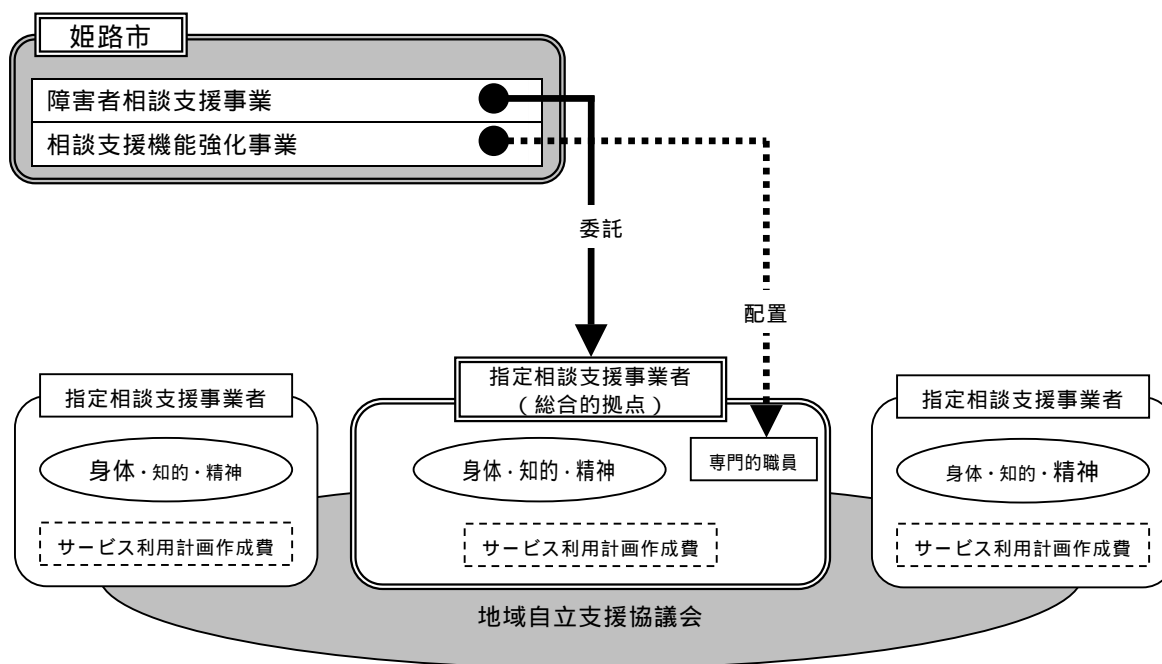 姫路市
障害者相談支援事業
相談支援機能強化事業
委託
配置
指定相談支援事業者
身体・知的・精神
サービス利用計画作成費
指定相談支援事業者
（総合的拠点）
身体・知的・精神
専門的職員
サービス利用計画作成費
指定相談支援事業者
身体・知的・精神
サービス利用計画作成費
地域自立支援協議会